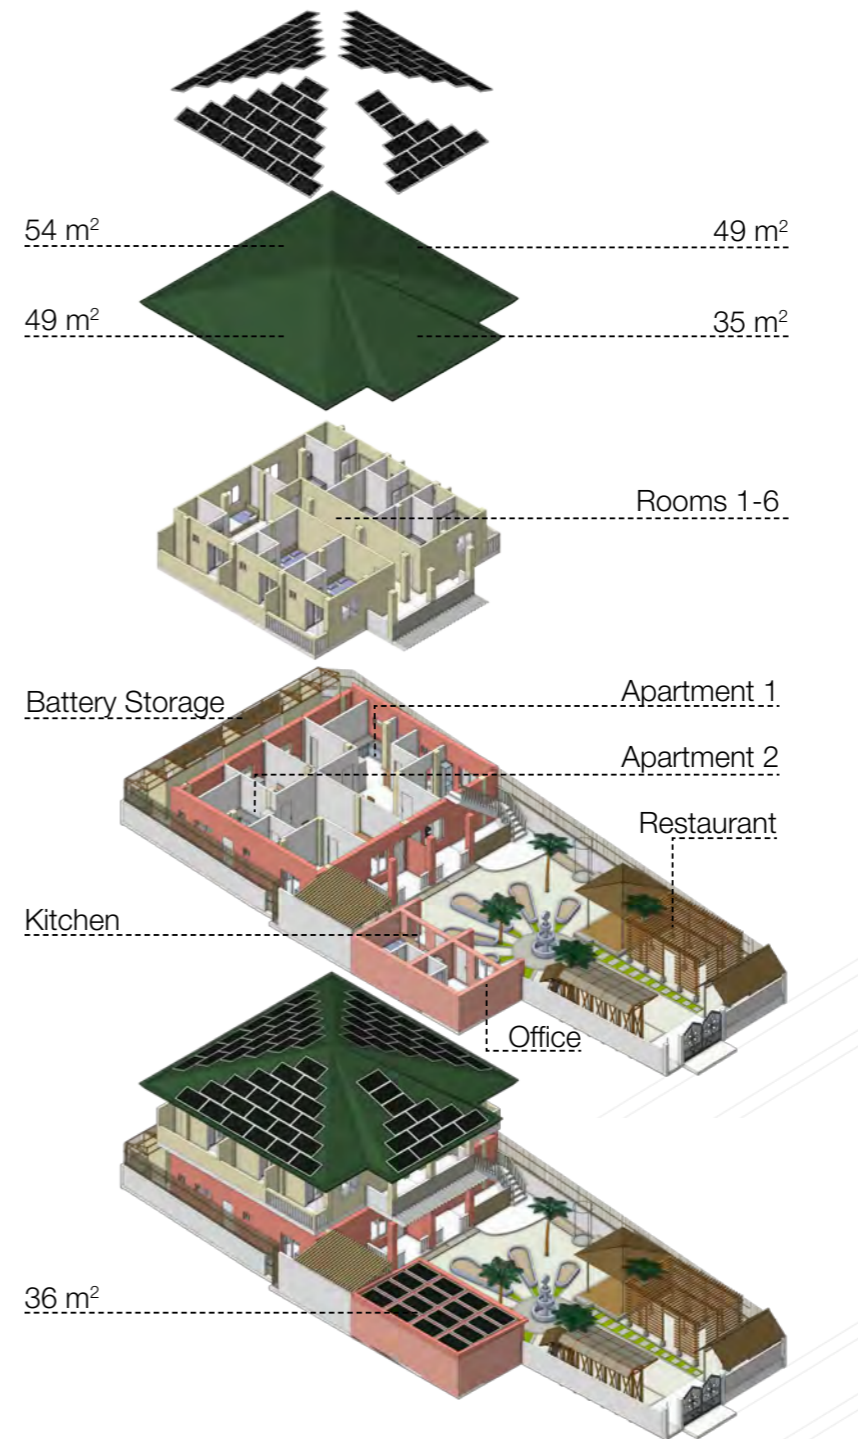 54 m²
49 m²
49 m²
35 m²
Rooms 1-6
Battery Storage
Apartment 1
Apartment 2
Restaurant
Kitchen
Office
36 m²